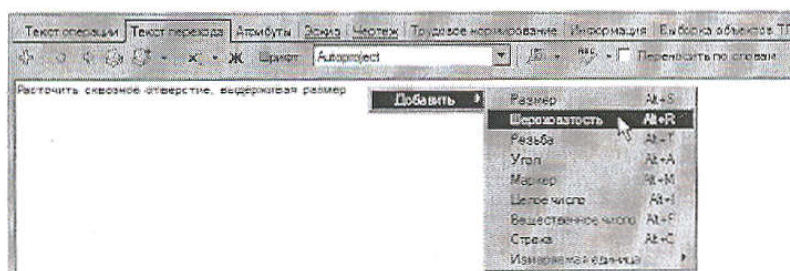 Текст операции Текст перехода Атрибуты Эскиз Чертеж Трудовое нормирование Информация Выборка объектов ТП
Ж Шрифт Autoproject ABC Переносить по словам
Расточить сквозное отверстие, выдерживая размер
Добавить
Размер Alt+S
Шероховатость Alt+R
Резьба Alt+T
Угол Alt+A
Маркер Alt+M
Целое число Alt+I
Вещественное число Alt+F
Строка Alt+C
Измеряемая единица